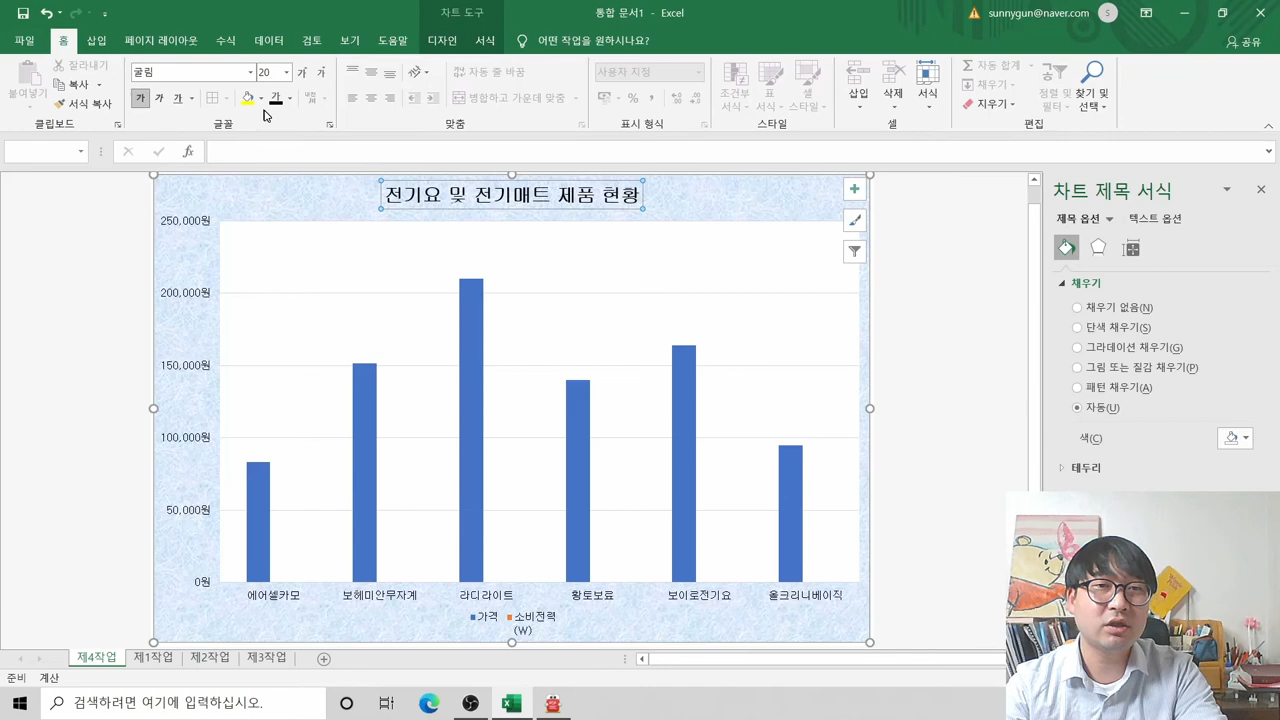 차트 도구
통합 문서1 - Excel
sunnygun@naver.com
S
파일
홈
삽입
페이지 레이아웃
수식
데이터
검토
보기
도움말
디자인
서식
어떤 작업을 원하시나요?
공유
붙여넣기
잘라내기
복사
서식 복사
클립보드
굴림
20
가
가
가
글꼴
자동 줄 바꿈
병합하고 가운데 맞춤
맞춤
사용자 지정
%
표시 형식
조건부 서식
표 서식
셀 스타일
스타일
삽입
삭제
서식
셀
자동 합계
채우기
지우기
정렬 및 필터
찾기 및 선택
편집
fx
전기요 및 전기매트 제품 현황
250,000원
200,000원
150,000원
100,000원
50,000원
0원
에어셀카모
보헤미안무자계
라디라이트
황토보료
보이로전기요
올크리니베이직
가격
소비전력
(W)
차트 제목 서식
제목 옵션
텍스트 옵션
채우기
채우기 없음(N)
단색 채우기(S)
그라데이션 채우기(G)
그림 또는 질감 채우기(P)
패턴 채우기(A)
자동(U)
색(C)
테두리
제4작업
제1작업
제2작업
제3작업
준비
계산
검색하려면 여기에 입력하십시오.